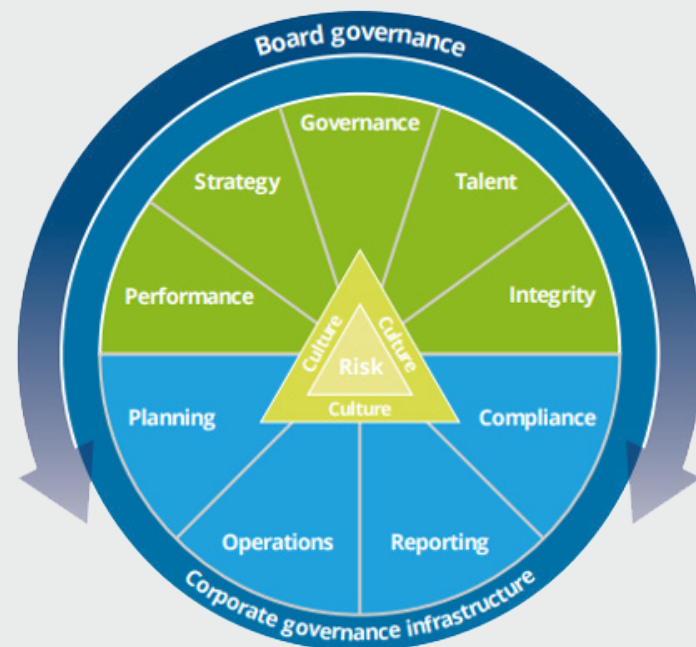 Board governance
Governance
Strategy
Talent
Performance
Integrity
Culture
Culture
Risk
Culture
Planning
Compliance
Operations
Reporting
Corporate governance infrastructure